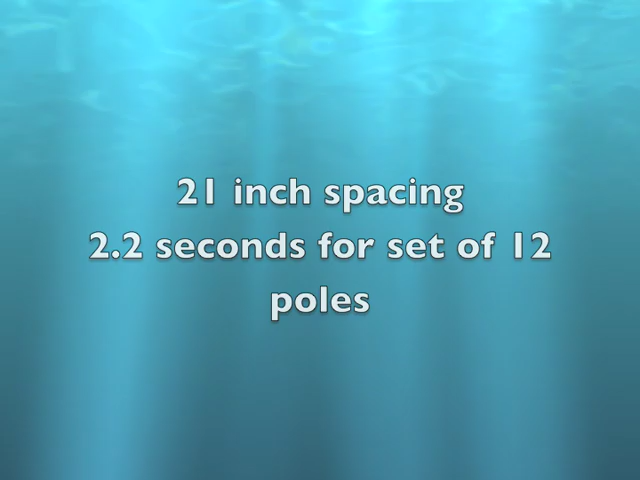 21 inch spacing
2.2 seconds for set of 12
poles